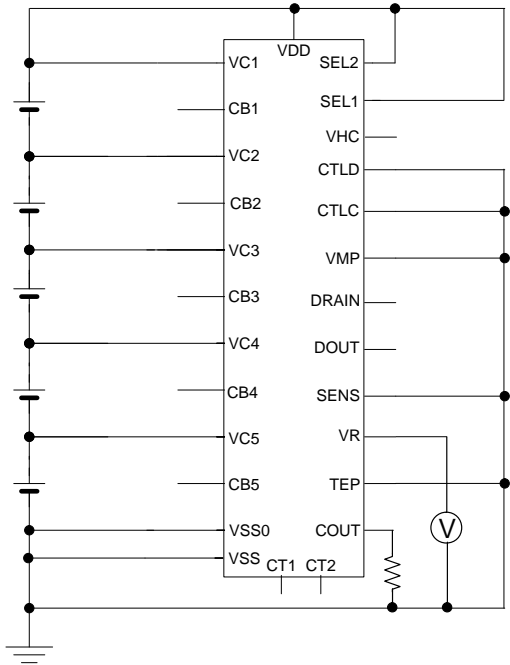 VDD
VC1 SEL2
CB1 SEL1
VHC
VC2 CTLD
CB2 CTLC
VC3 VMP
CB3 DRAIN
VC4 DOUT
CB4 SENS
VC5 VR
CB5 TEP
VSS0 COUT
V
VSS
CT1 CT2